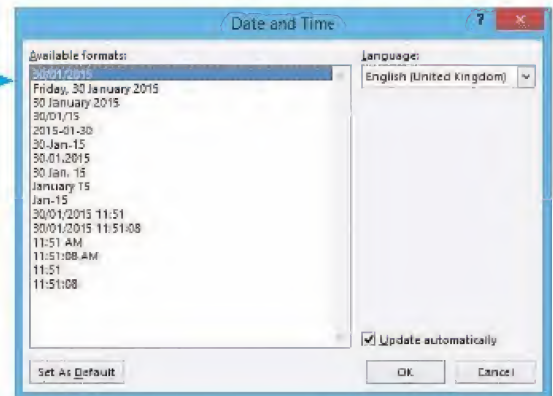 Date and Time
?
Available formats:
30/01/2015
Friday, 30 January 2015
30 January 2015
30/01/15
2015-01-30
30-Jan-15
30.01.2015
30 Jan. 15
January 15
Jan-15
30/01/2015 11:51
30/01/2015 11:51:08
11:51 AM
11:51:08 AM
11:51
11:51:08
Language:
English (United Kingdom)
Update automatically
Set As Default
OK
Cancel